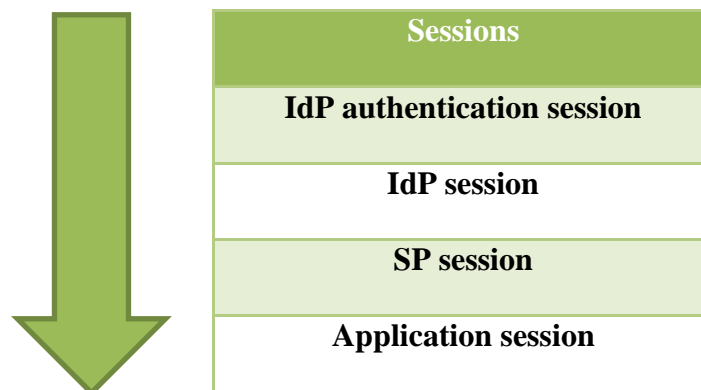 Sessions
IdP authentication session
IdP session
SP session
Application session